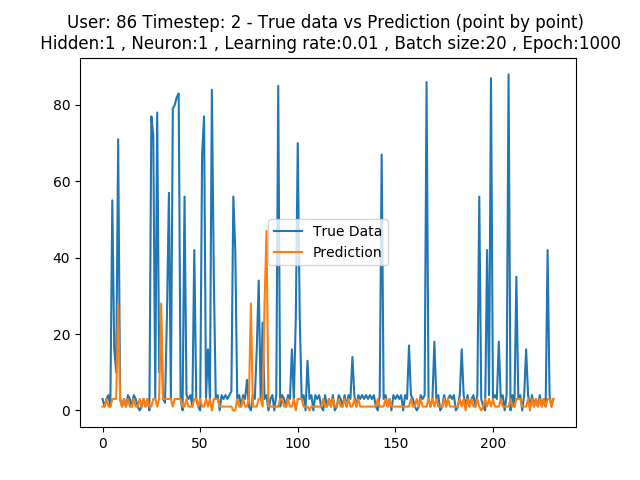 User: 86 Timestep: 2 - True data vs Prediction (point by point)
Hidden:1 , Neuron:1 , Learning rate:0.01 , Batch size:20 , Epoch:1000
80
60
40
20
0
True Data
Prediction
0 50 100 150 200